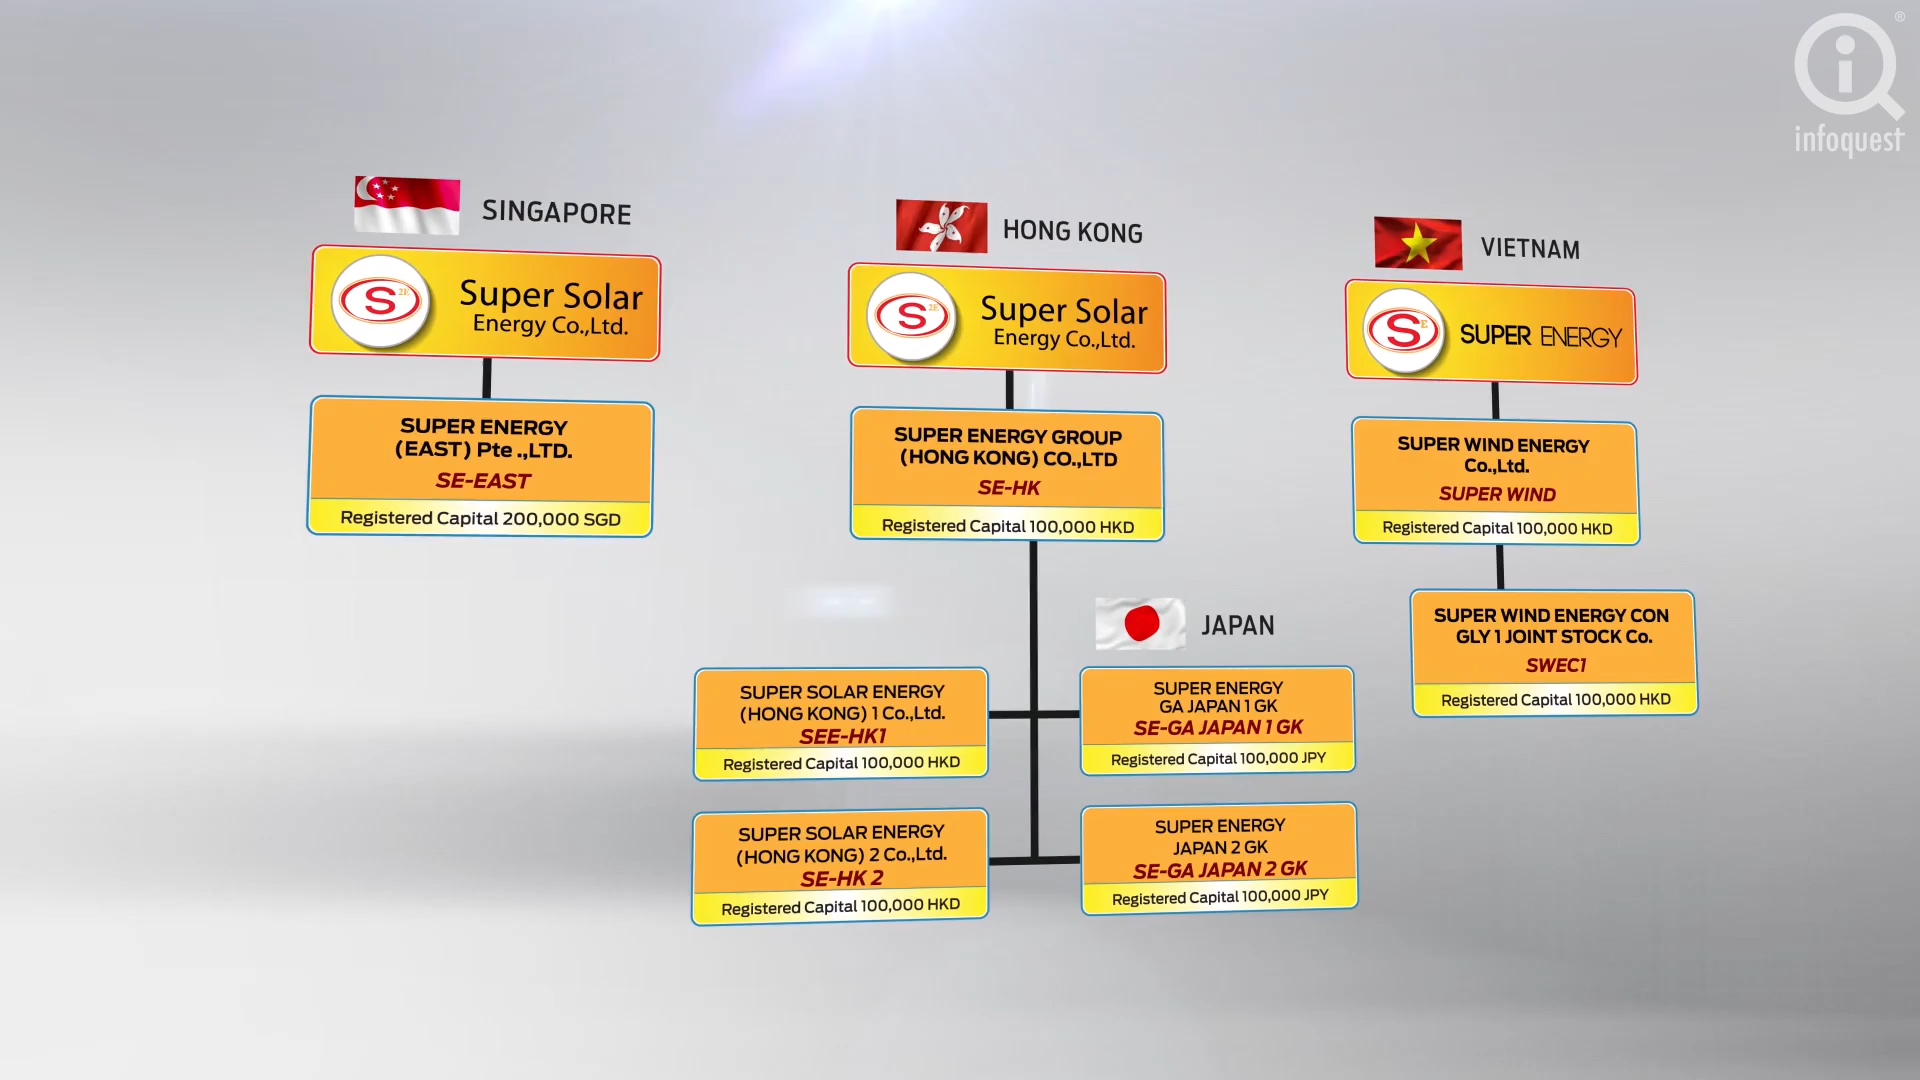 infoquest
SINGAPORE
S 2E Super Solar
Energy Co.,Ltd.
SUPER ENERGY
(EAST) Pte .,LTD.
SE-EAST
Registered Capital 200,000 SGD
HONG KONG
S 2E Super Solar
Energy Co.,Ltd.
SUPER ENERGY GROUP
(HONG KONG) CO.,LTD
SE-HK
Registered Capital 100,000 HKD
SUPER SOLAR ENERGY
(HONG KONG) 1 Co.,Ltd.
SEE-HK1
Registered Capital 100,000 HKD
SUPER SOLAR ENERGY
(HONG KONG) 2 Co.,Ltd.
SE-HK 2
Registered Capital 100,000 HKD
JAPAN
SUPER ENERGY
GA JAPAN 1 GK
SE-GA JAPAN 1 GK
Registered Capital 100,000 JPY
SUPER ENERGY
JAPAN 2 GK
SE-GA JAPAN 2 GK
Registered Capital 100,000 JPY
VIETNAM
S E SUPER ENERGY
SUPER WIND ENERGY
Co.,Ltd.
SUPER WIND
Registered Capital 100,000 HKD
SUPER WIND ENERGY CON
GLY 1 JOINT STOCK Co.
SWEC1
Registered Capital 100,000 HKD